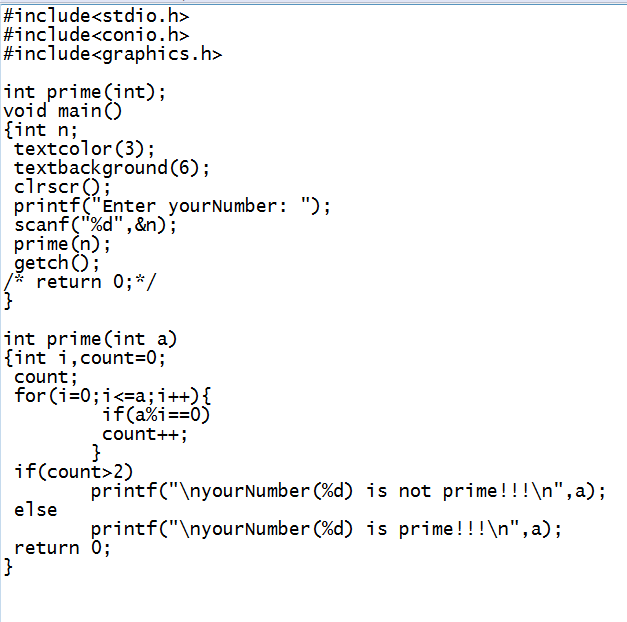 #include<stdio.h>
#include<conio.h>
#include<graphics.h>

int prime(int);
void main()
{int n;
 textcolor(3);
 textbackground(6);
 clrscr();
 printf("Enter yourNumber: ");
 scanf("%d",&n);
 prime(n);
 getch();
/* return 0;*/
}

int prime(int a)
{int i,count=0;
 count;
 for(i=0;i<=a;i++){
         if(a%i==0)
         count++;
        }
 if(count>2)
        printf("\nyourNumber(%d) is not prime!!!\n",a);
 else
        printf("\nyourNumber(%d) is prime!!!\n",a);
 return 0;
}